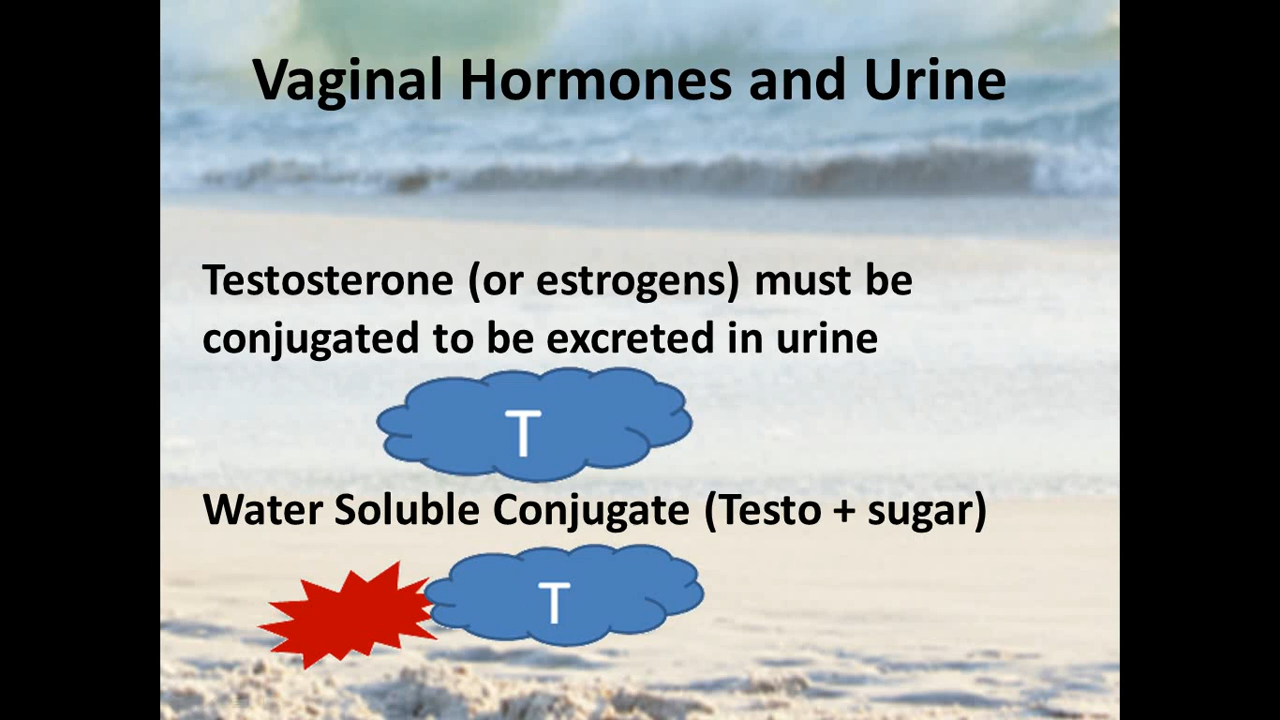 Vaginal Hormones and Urine
Testosterone (or estrogens) must be
conjugated to be excreted in urine
T
Water Soluble Conjugate (Testo + sugar)
T